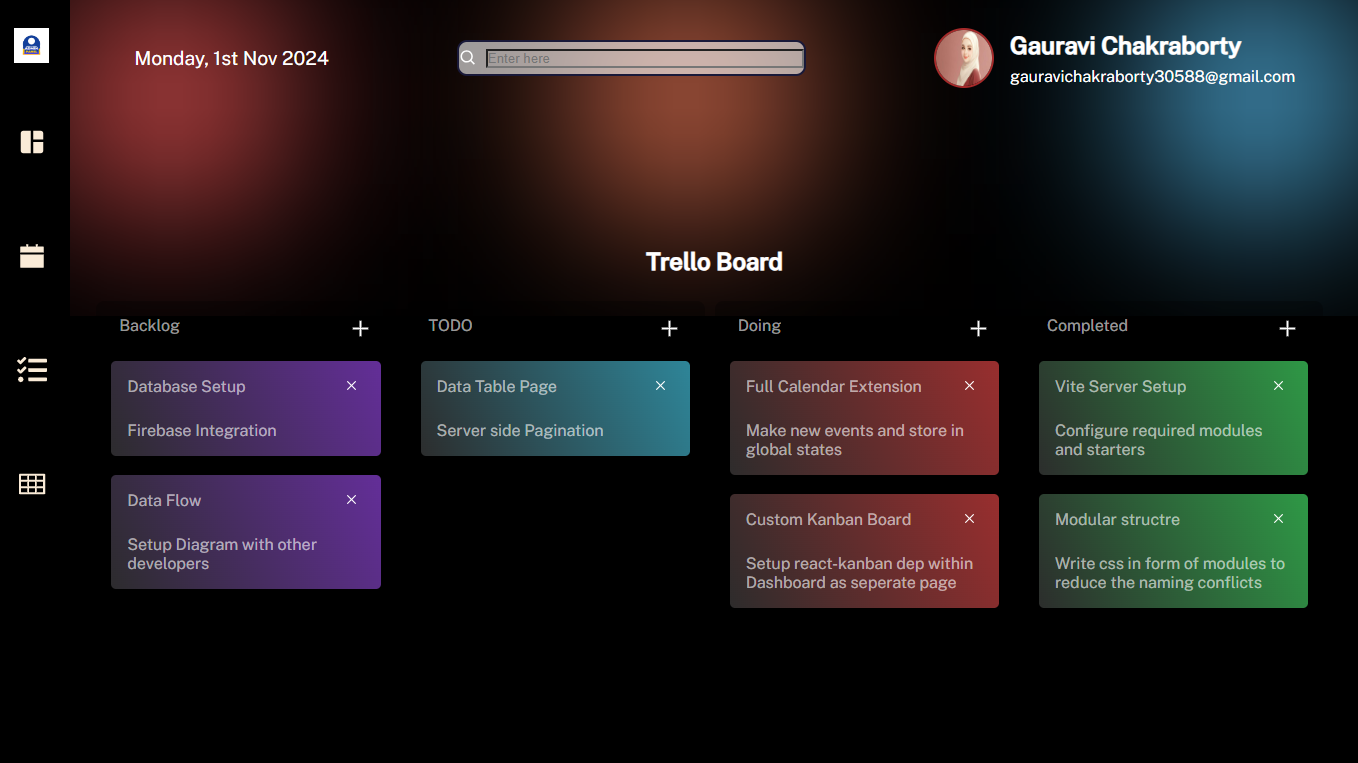 Monday, 1st Nov 2024
Enter here
Gauravi Chakraborty
gauravichakraborty30588@gmail.com
Trello Board
Backlog
Database Setup
Firebase Integration
Data Flow
Setup Diagram with other
developers
TODO
Data Table Page
Server side Pagination
Doing
Full Calendar Extension
Make new events and store in
global states
Custom Kanban Board
Setup react-kanban dep within
Dashboard as seperate page
Completed
Vite Server Setup
Configure required modules
and starters
Modular structre
Write css in form of modules to
reduce the naming conflicts